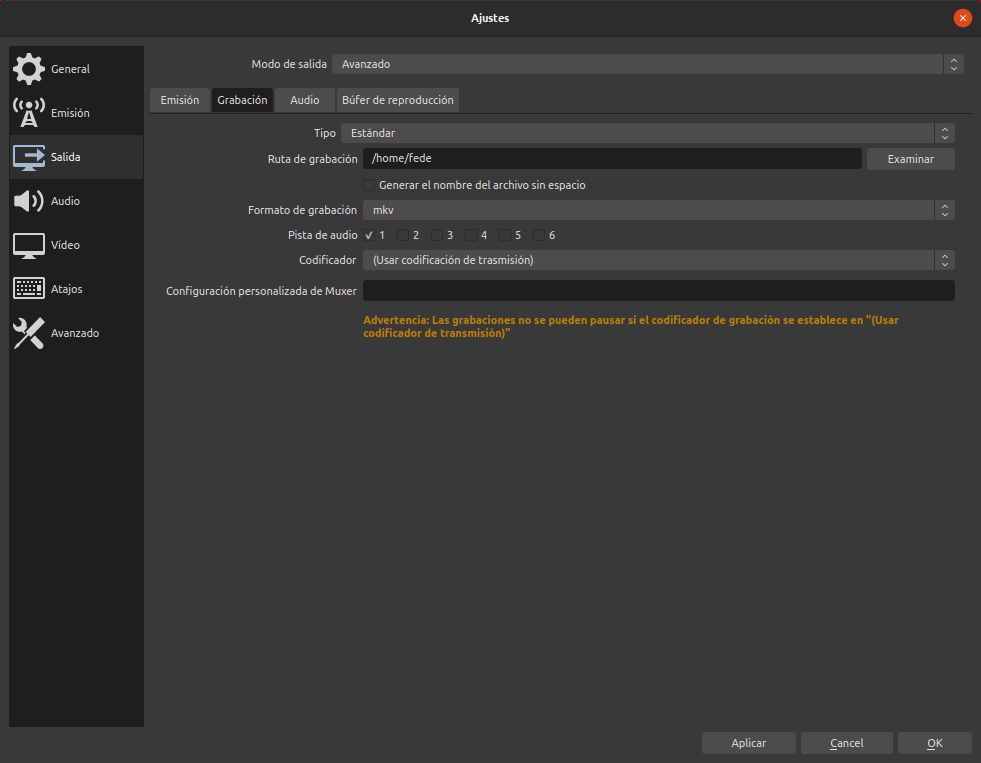 Ajustes
General
Emisión
Salida
Audio
Vídeo
Atajos
Avanzado
Modo de salida Avanzado
Emisión Grabación Audio Búfer de reproducción
Tipo Estándar
Ruta de grabación /home/fede Examinar
Generar el nombre del archivo sin espacio
Formato de grabación mkv
Pista de audio 1 2 3 4 5 6
Codificador (Usar codificación de trasmisión)
Configuración personalizada de Muxer
Advertencia: Las grabaciones no se pueden pausar si el codificador de grabación se establece en "(Usar
codificador de transmisión)"
Aplicar Cancel OK